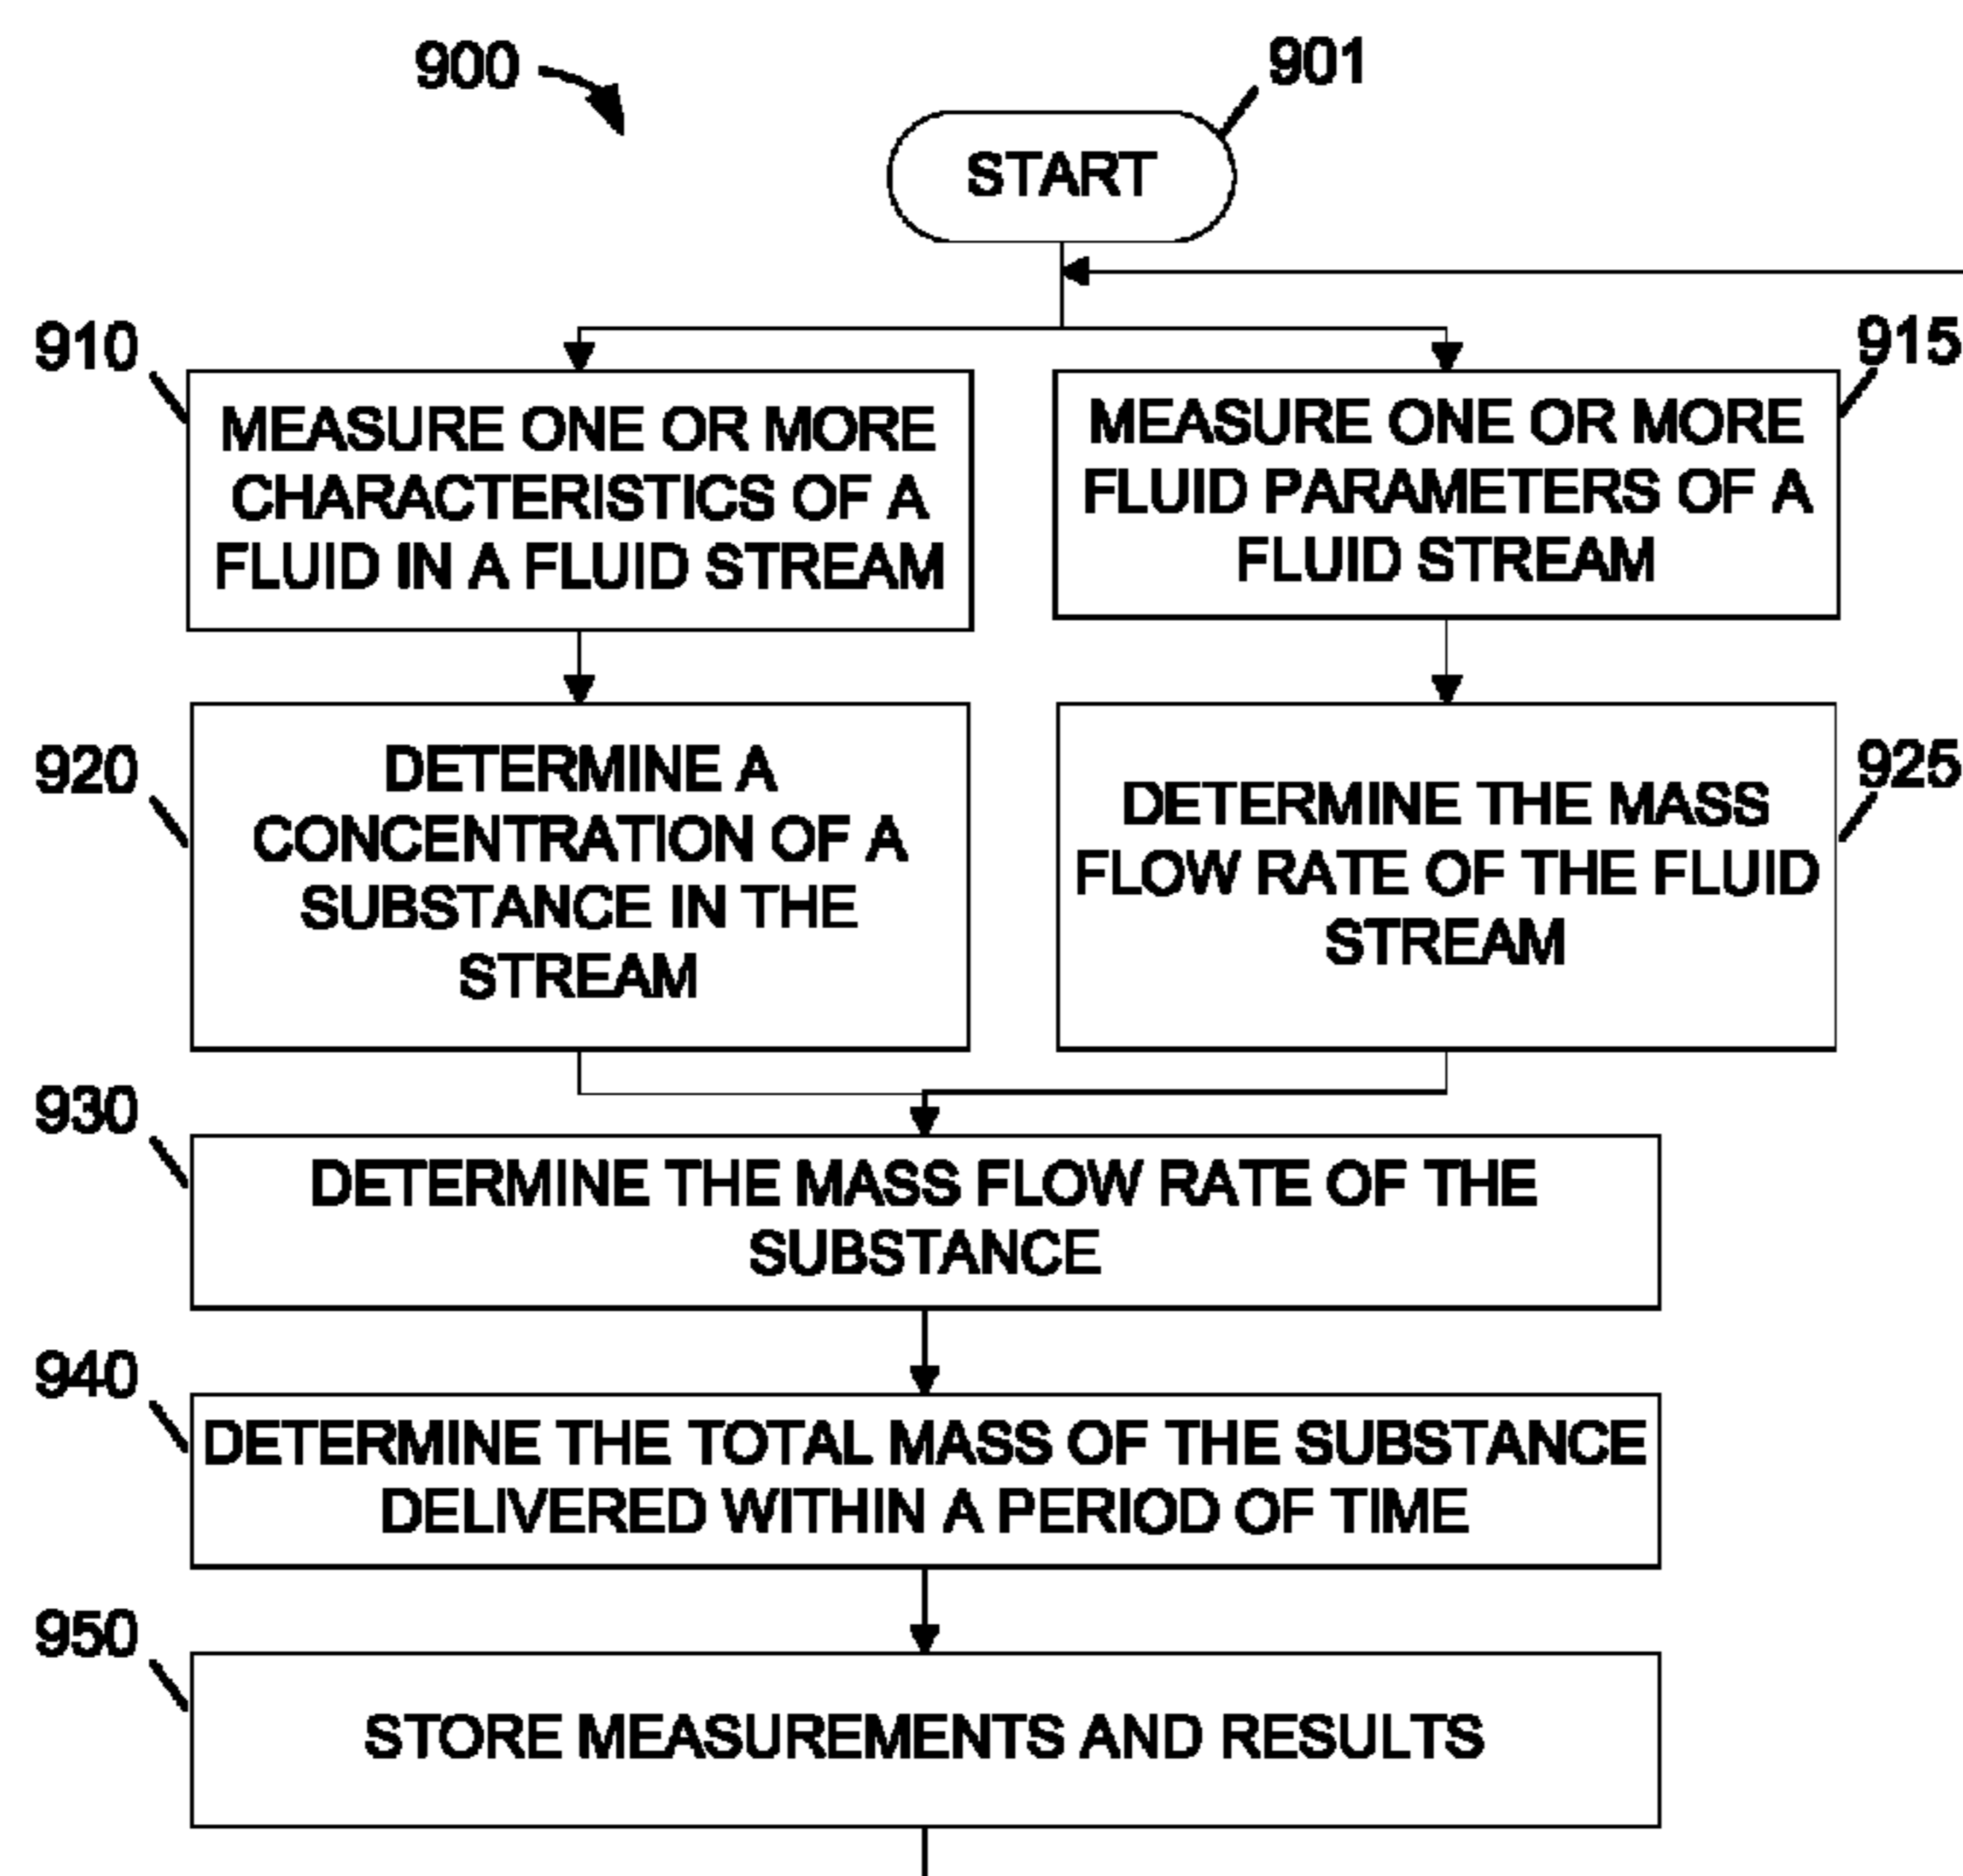 900
901
START
910
MEASURE ONE OR MORE
CHARACTERISTICS OF A
FLUID IN A FLUID STREAM
915
MEASURE ONE OR MORE
FLUID PARAMETERS OF A
FLUID STREAM
920
DETERMINE A
CONCENTRATION OF A
SUBSTANCE IN THE
STREAM
925
DETERMINE THE MASS
FLOW RATE OF THE FLUID
STREAM
930
DETERMINE THE MASS FLOW RATE OF THE
SUBSTANCE
940
DETERMINE THE TOTAL MASS OF THE SUBSTANCE
DELIVERED WITHIN A PERIOD OF TIME
950
STORE MEASUREMENTS AND RESULTS